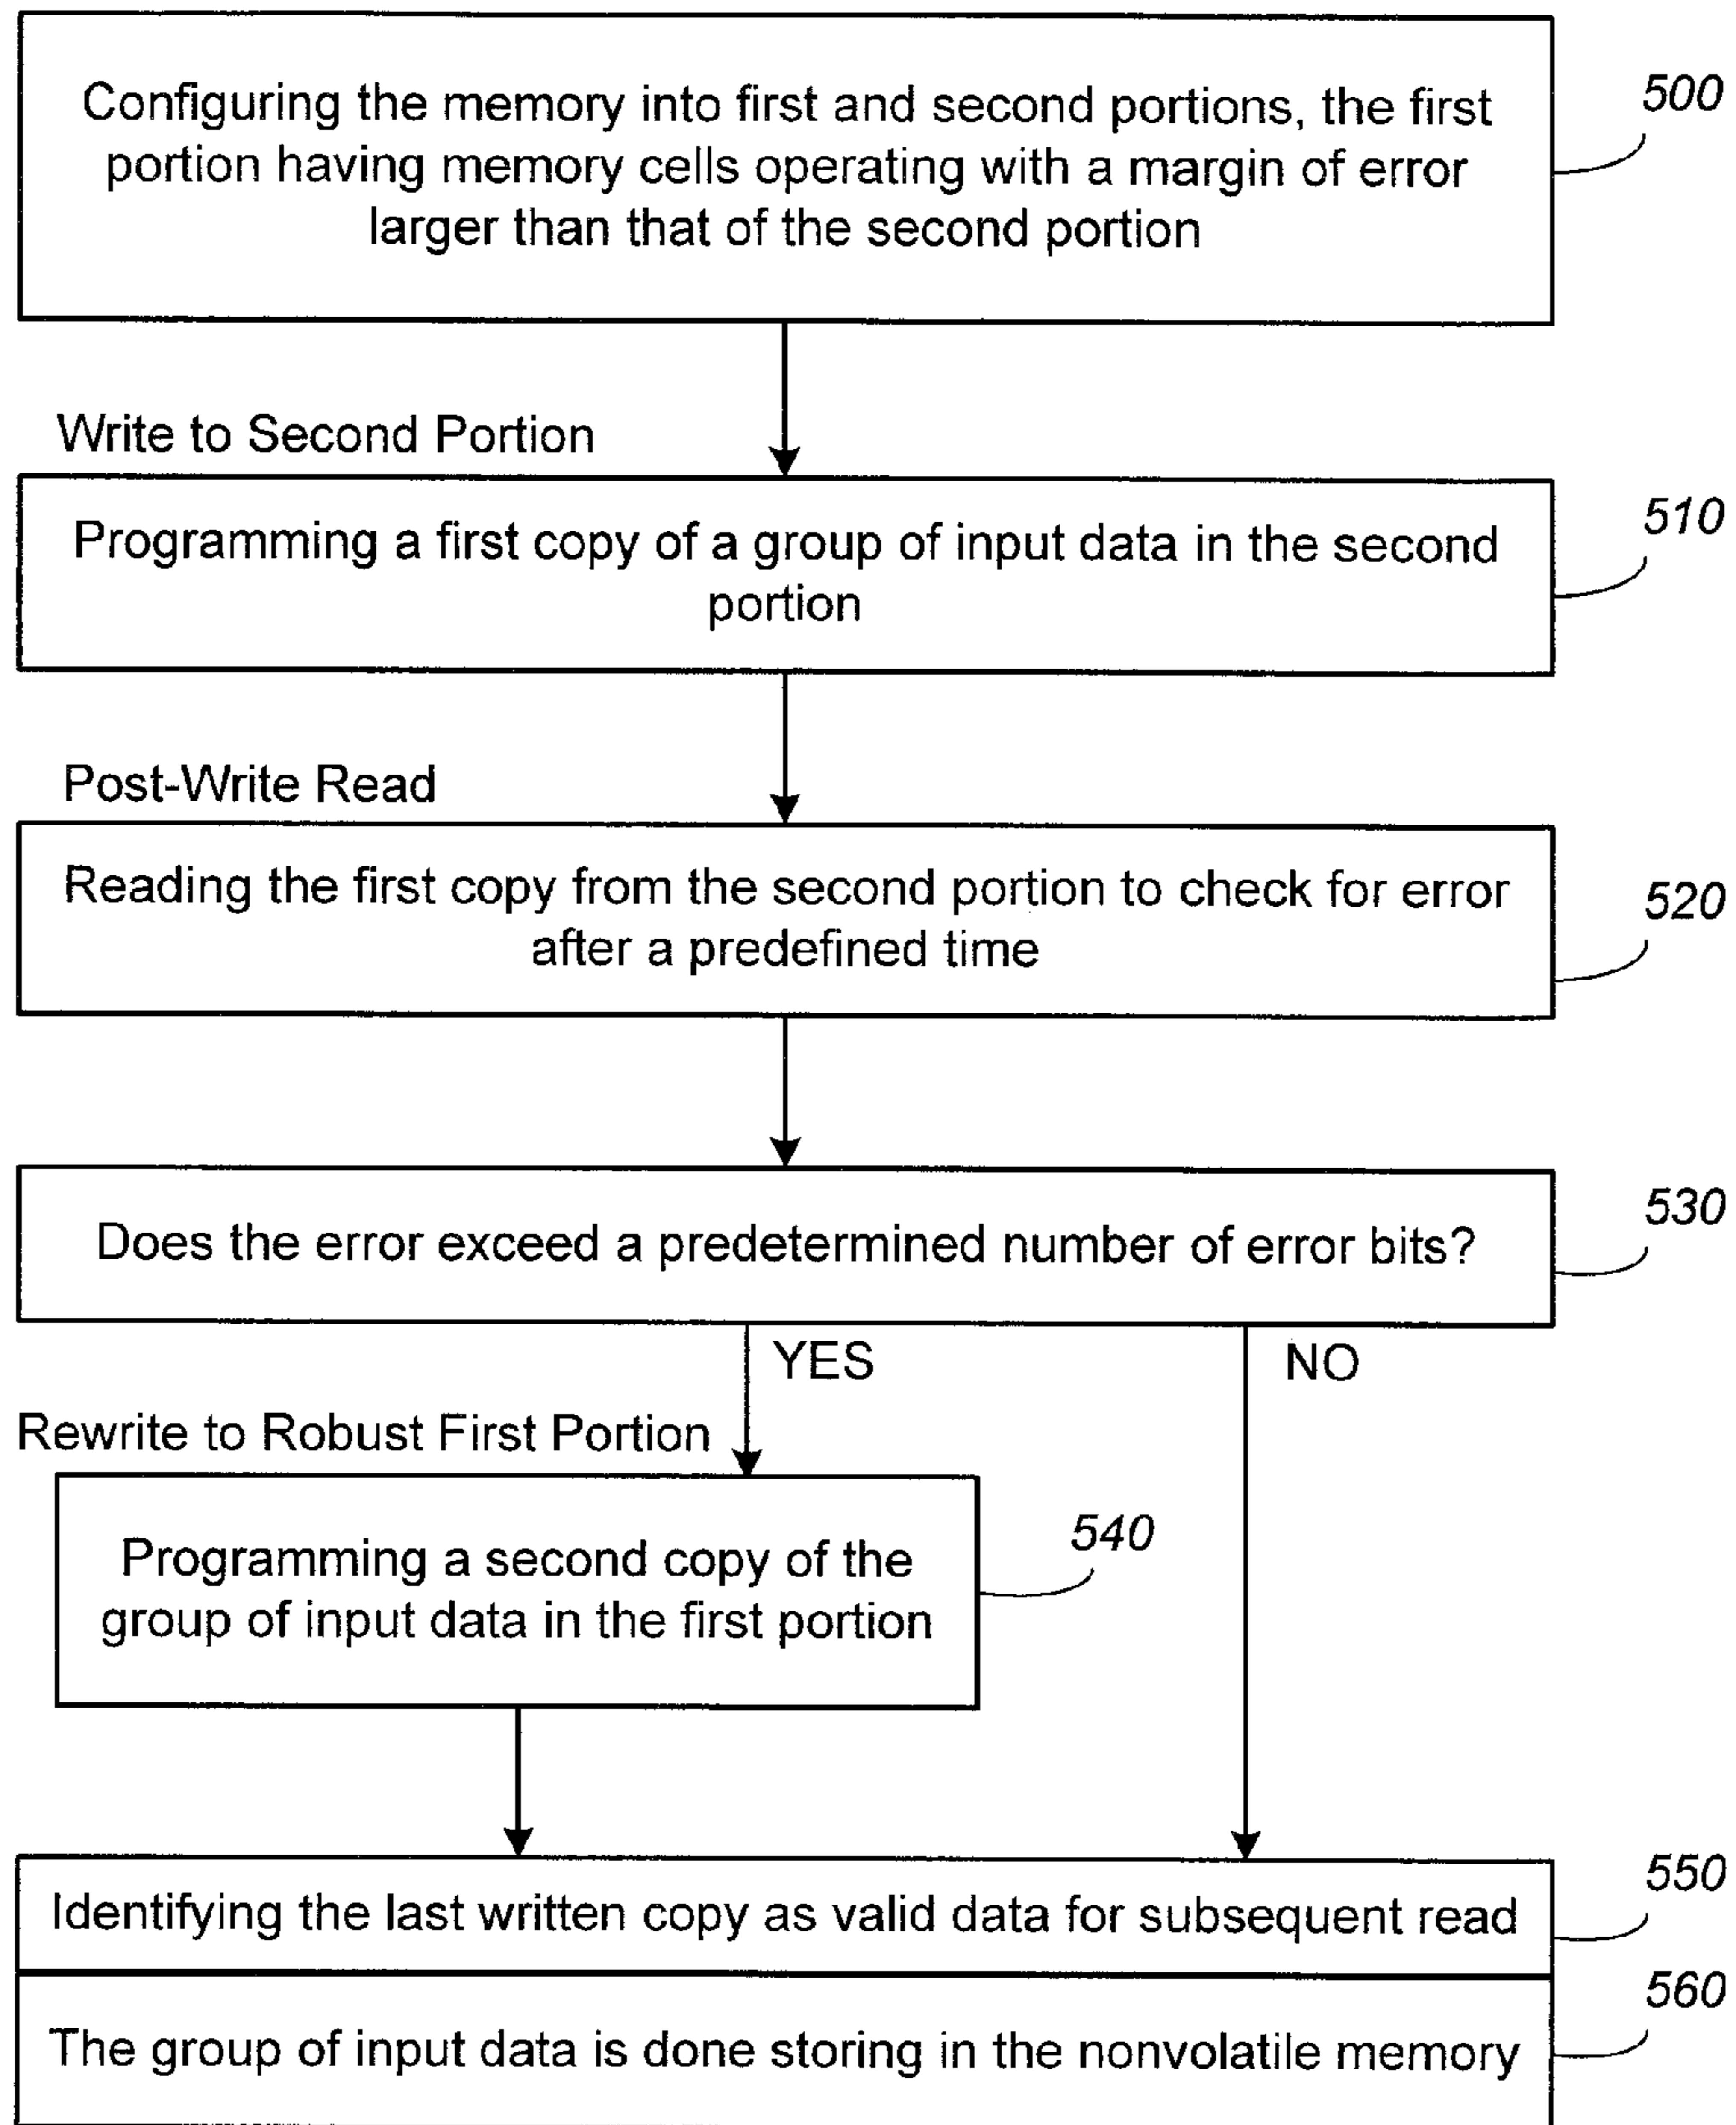 Configuring the memory into first and second portions, the first
portion having memory cells operating with a margin of error
larger than that of the second portion
500
Write to Second Portion
Programming a first copy of a group of input data in the second
portion
510
Post-Write Read
Reading the first copy from the second portion to check for error
after a predefined time
520
Does the error exceed a predetermined number of error bits?
530
YES
NO
Rewrite to Robust First Portion
Programming a second copy of the
group of input data in the first portion
540
Identifying the last written copy as valid data for subsequent read
550
The group of input data is done storing in the nonvolatile memory
560